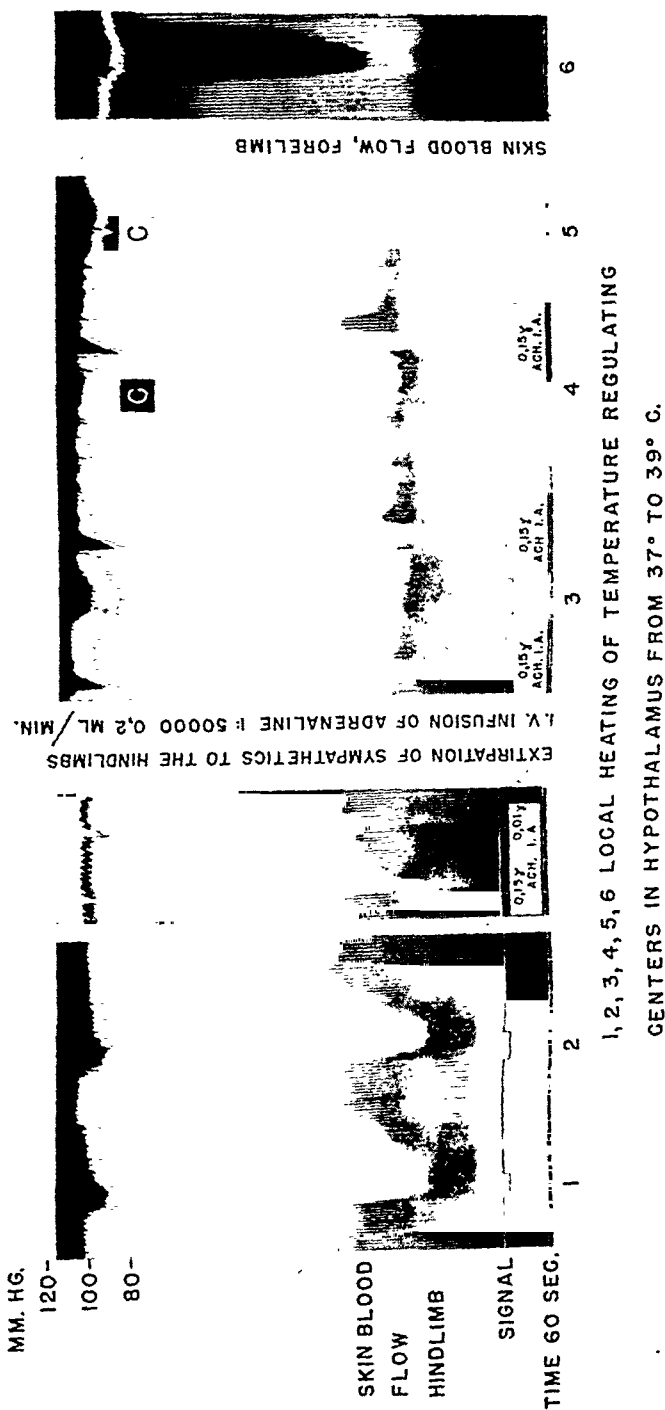 MM. HG.
120-
100-
80-
SKIN BLOOD
FLOW
HINDLIMB
SIGNAL
TIME 60 SEC.
1
2
0,15γ 0,01γ
ACH. I. A
EXTIRPATION OF SYMPATHETICS TO THE HINDLIMBS
I.V. INFUSION OF ADRENALINE 1: 50000 0,2 ML/MIN.
0,15γ
ACH. I.A.
3
0,15γ
ACH. I.A.
4
0,15γ
ACH. I.A.
5
C
C
SKIN BLOOD FLOW, FORELIMB
6
1, 2, 3, 4, 5, 6 LOCAL HEATING OF TEMPERATURE REGULATING
CENTERS IN HYPOTHALAMUS FROM 37° TO 39° C.